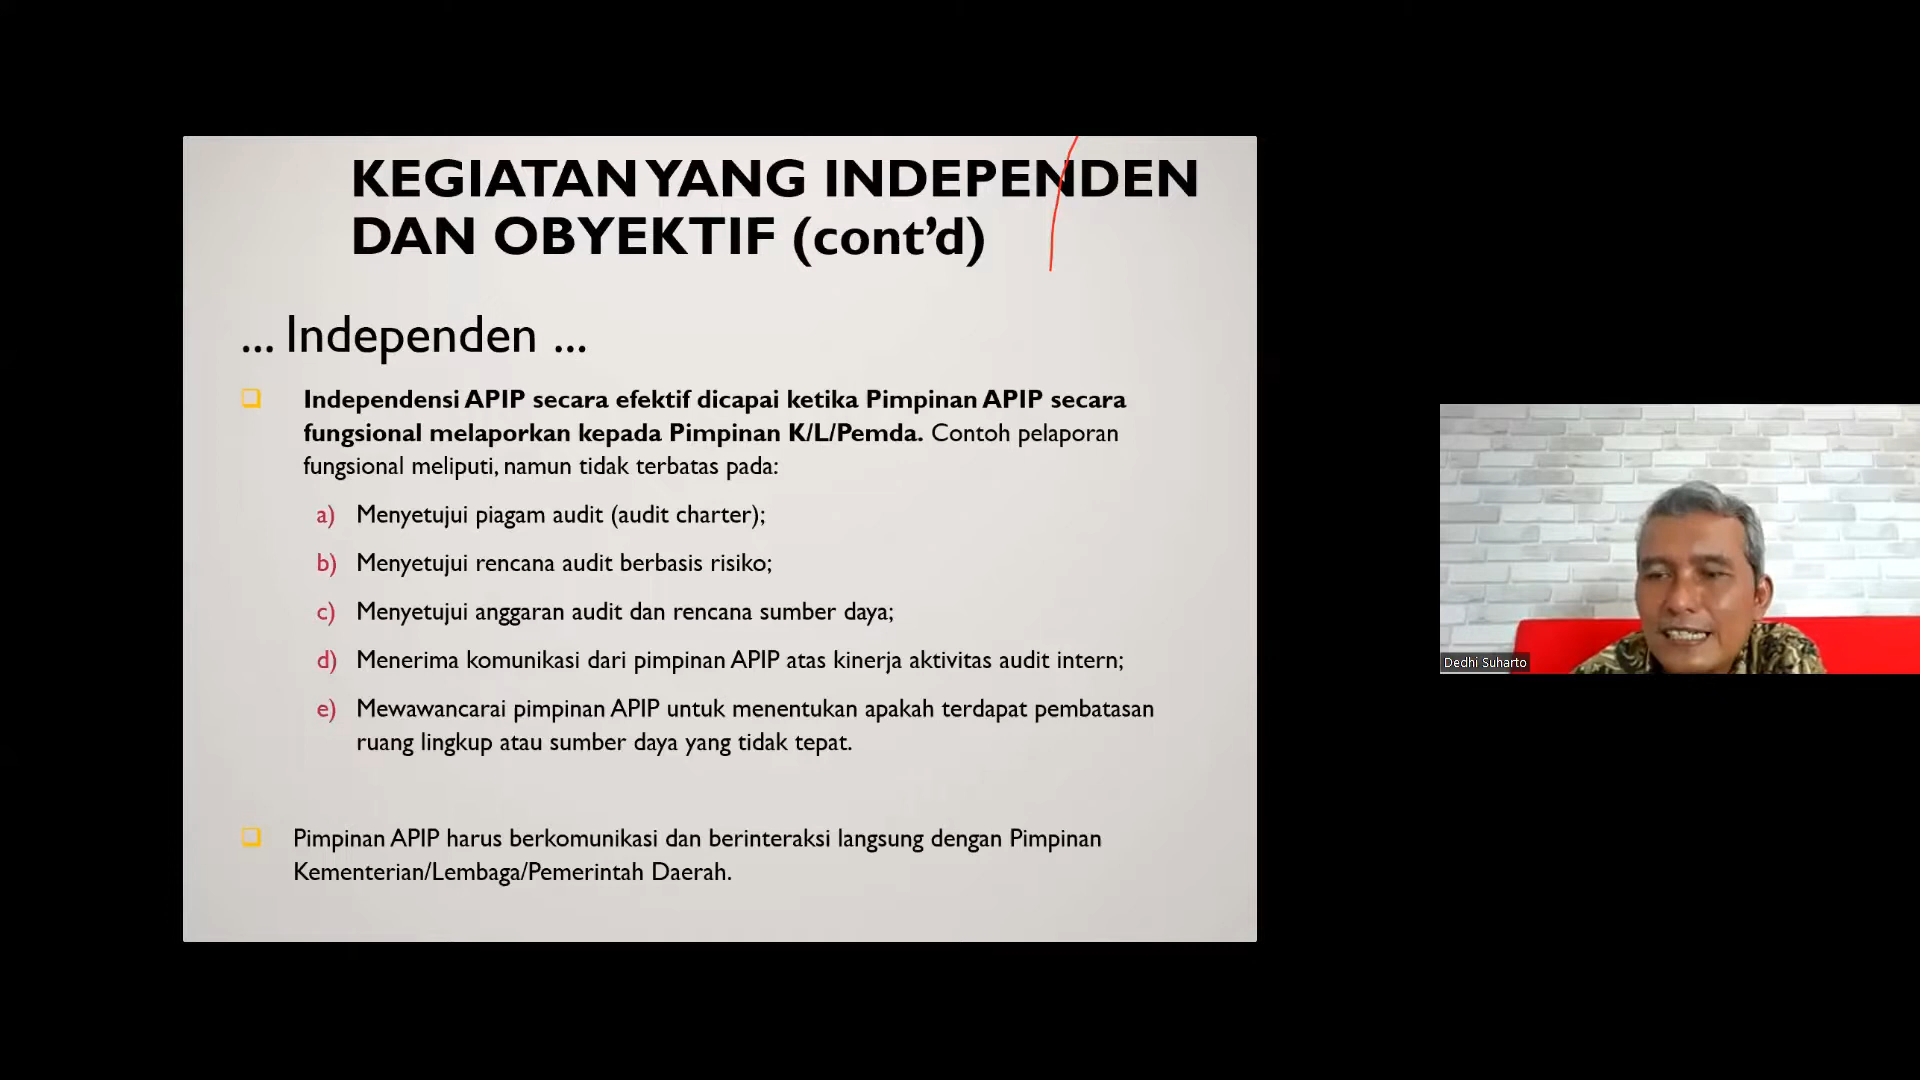 KEGIATAN YANG INDEPENDEN
DAN OBYEKTIF (cont’d)
... Independen ...
Independensi APIP secara efektif dicapai ketika Pimpinan APIP secara
fungsional melaporkan kepada Pimpinan K/L/Pemda. Contoh pelaporan
fungsional meliputi, namun tidak terbatas pada:
a) Menyetujui piagam audit (audit charter);
b) Menyetujui rencana audit berbasis risiko;
c) Menyetujui anggaran audit dan rencana sumber daya;
d) Menerima komunikasi dari pimpinan APIP atas kinerja aktivitas audit intern;
e) Mewawancarai pimpinan APIP untuk menentukan apakah terdapat pembatasan
ruang lingkup atau sumber daya yang tidak tepat.
Pimpinan APIP harus berkomunikasi dan berinteraksi langsung dengan Pimpinan
Kementerian/Lembaga/Pemerintah Daerah.
Dedhi Suharto